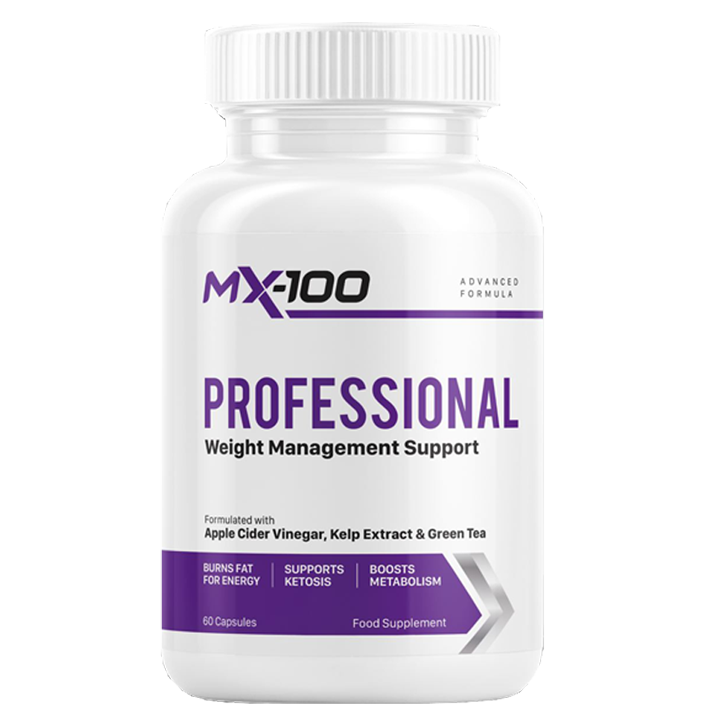 MX-100
ADVANCED
FORMULA
PROFESSIONAL
Weight Management Support
Formulated with
Apple Cider Vinegar, Kelp Extract & Green Tea
BURNS FAT
FOR ENERGY
SUPPORTS
KETOSIS
BOOSTS
METABOLISM
60 Capsules
Food Supplement